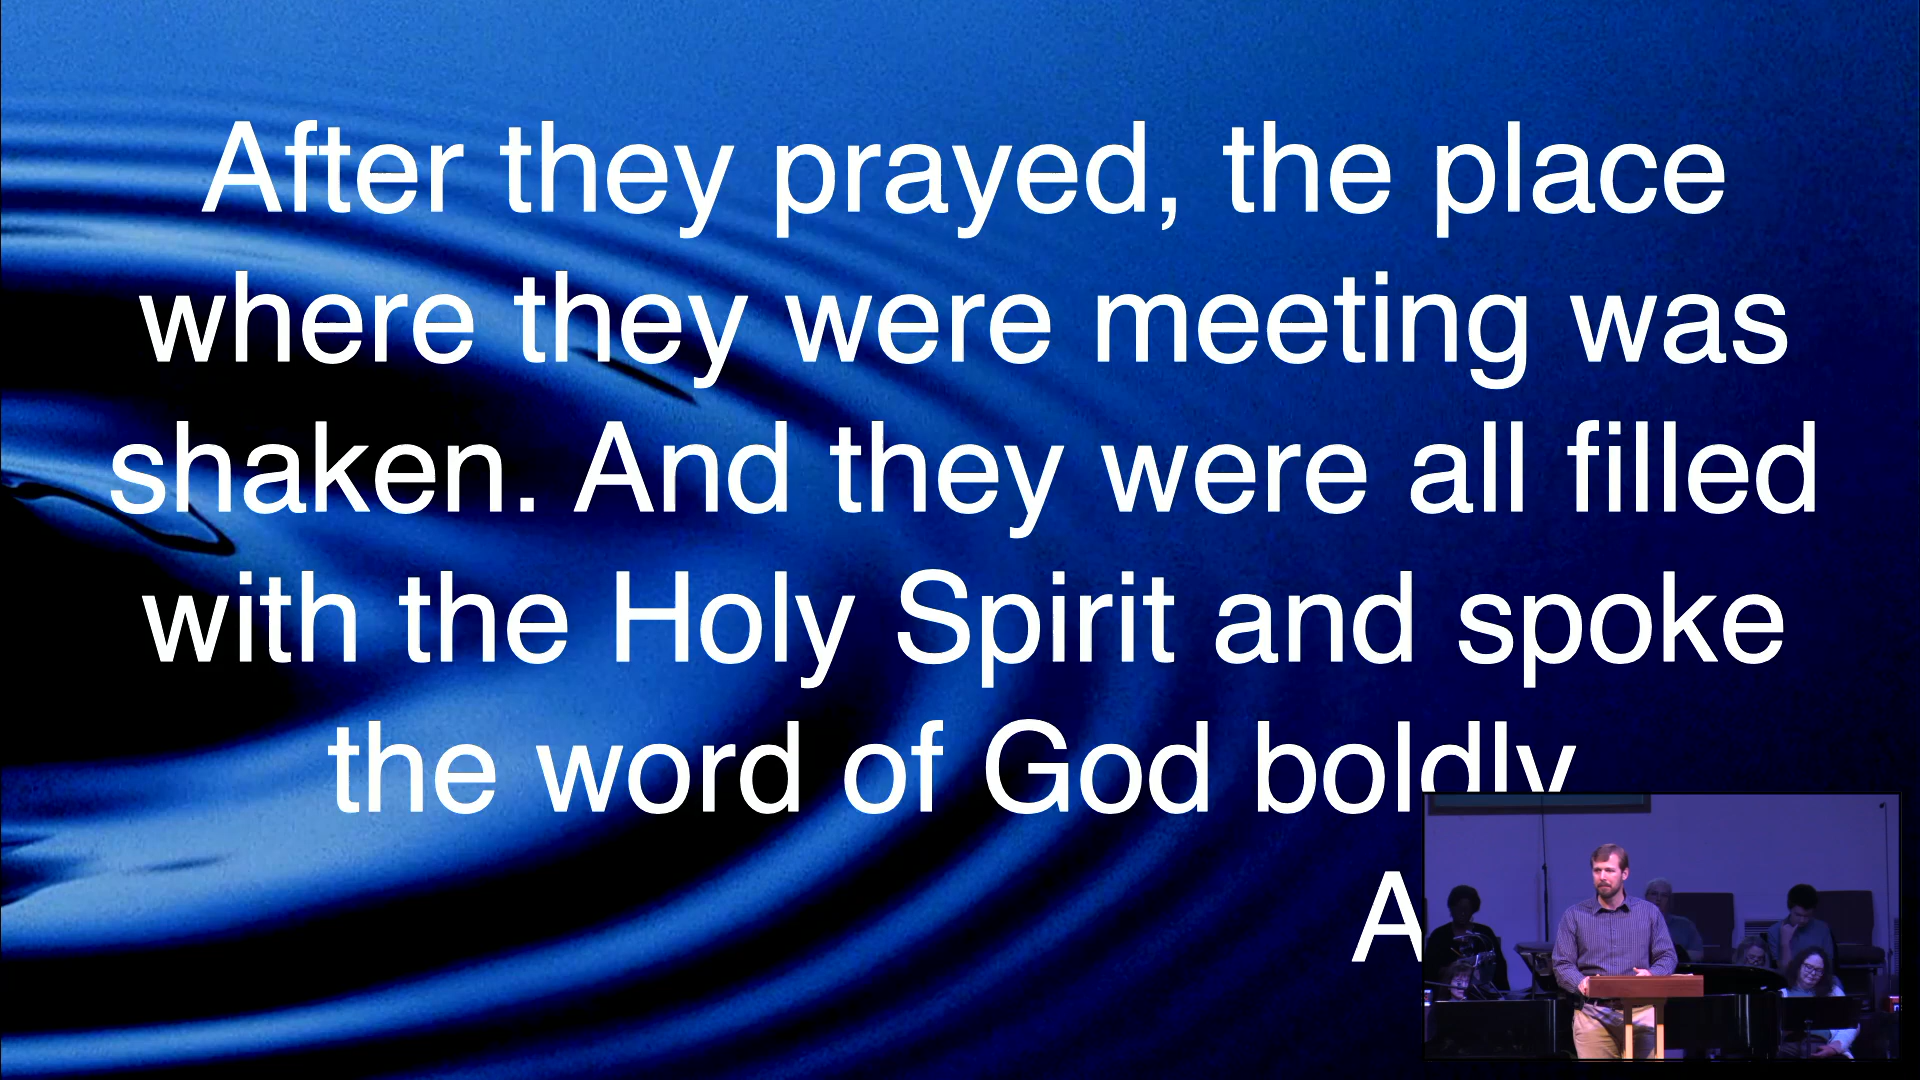 After they prayed, the place
where they were meeting was
shaken. And they were all filled
with the Holy Spirit and spoke
the word of God boldly
A